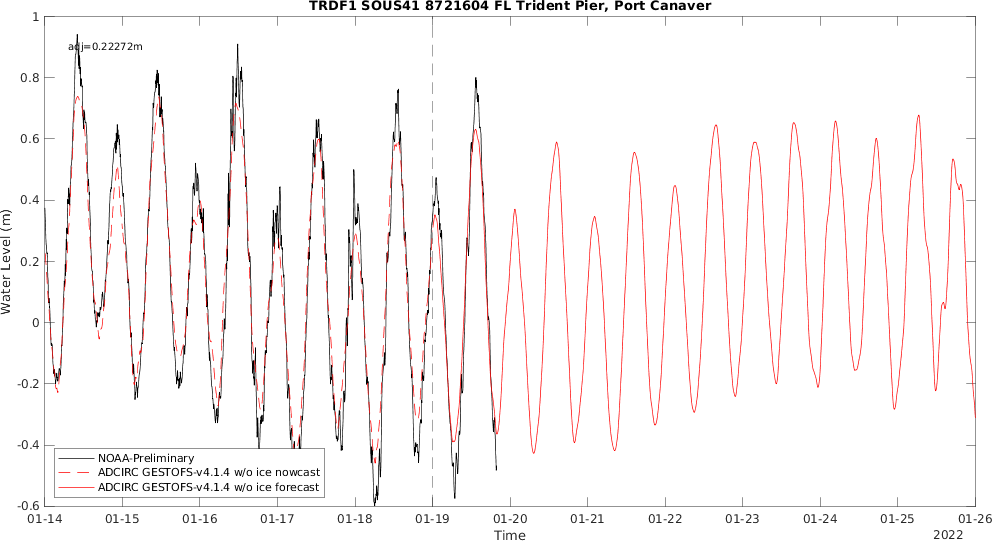 TRDF1 SOUS41 8721604 FL Trident Pier, Port Canaver
adj=0.22272m
Water Level (m)
1
0.8
0.6
0.4
0.2
0
-0.2
-0.4
-0.6
NOAA-Preliminary
ADCIRC GESTOFS-v4.1.4 w/o ice nowcast
ADCIRC GESTOFS-v4.1.4 w/o ice forecast
01-14 01-15 01-16 01-17 01-18 01-19 01-20 01-21 01-22 01-23 01-24 01-25 01-26
Time
2022